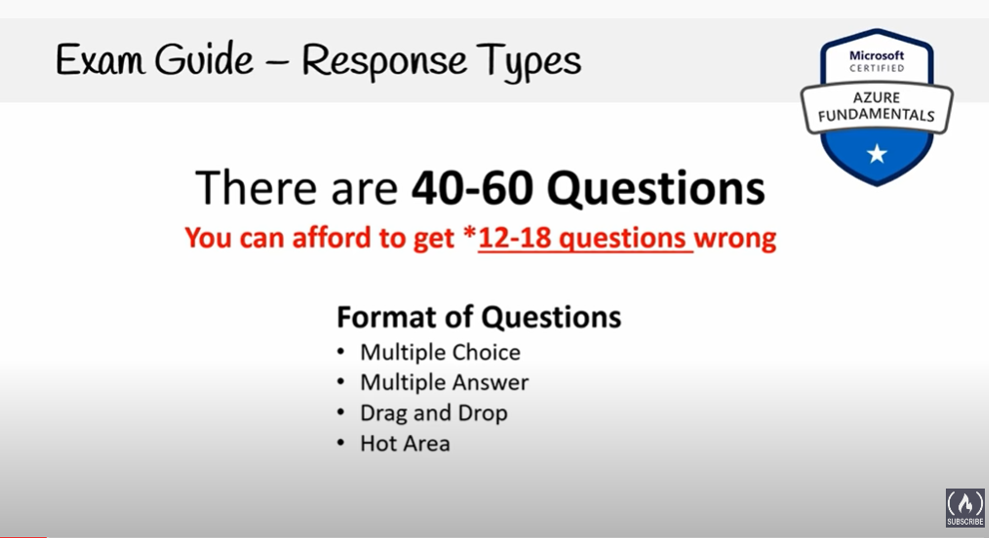 Exam Guide – Response Types
Microsoft
CERTIFIED
AZURE
FUNDAMENTALS
There are 40-60 Questions
You can afford to get *12-18 questions wrong
Format of Questions
• Multiple Choice
• Multiple Answer
• Drag and Drop
• Hot Area
SUBSCRIBE